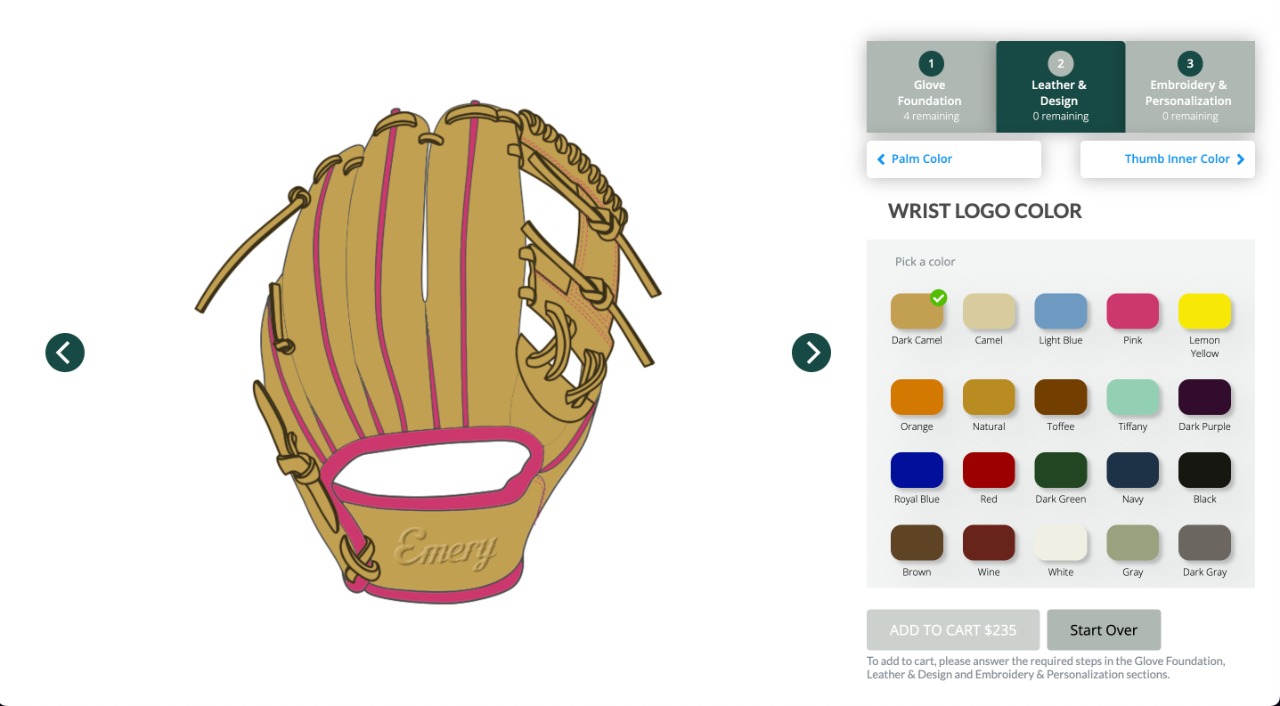 1
Glove
Foundation
4 remaining
2
Leather &
Design
0 remaining
3
Embroidery &
Personalization
0 remaining
Palm Color
Thumb Inner Color
WRIST LOGO COLOR
Pick a color
Dark Camel
Camel
Light Blue
Pink
Lemon
Yellow
Orange
Natural
Toffee
Tiffany
Dark Purple
Royal Blue
Red
Dark Green
Navy
Black
Brown
Wine
White
Gray
Dark Gray
Emery
ADD TO CART $235
Start Over
To add to cart, please answer the required steps in the Glove Foundation,
Leather & Design and Embroidery & Personalization sections.